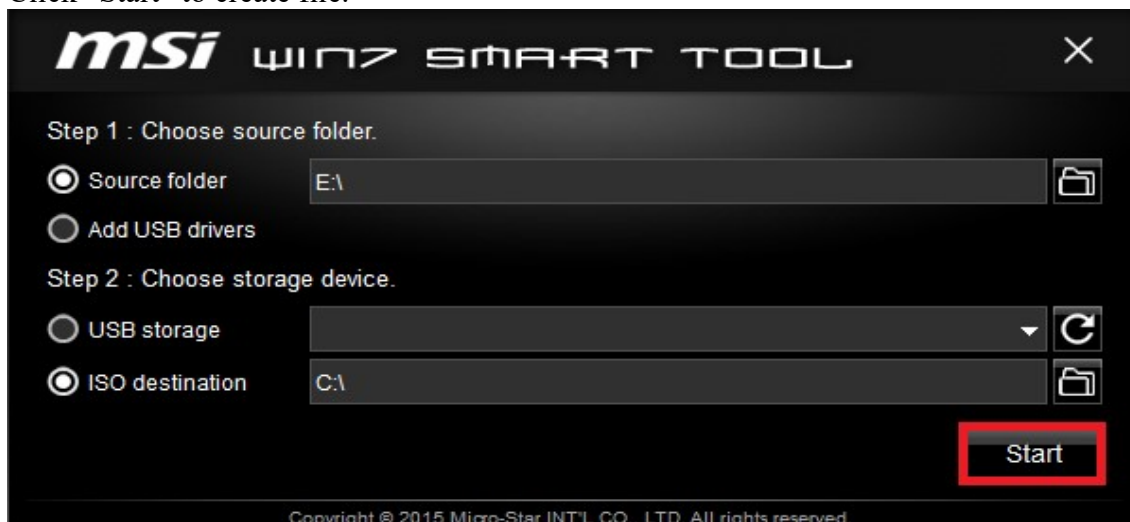 Click "Start" to create file.
msi WIN7 SMART TOOL
Step 1 : Choose source folder.
Source folder E:\
Add USB drivers
Step 2 : Choose storage device.
USB storage
ISO destination C:\
Start
Copyright © 2015 Micro-Star INT'L CO., LTD. All rights reserved.